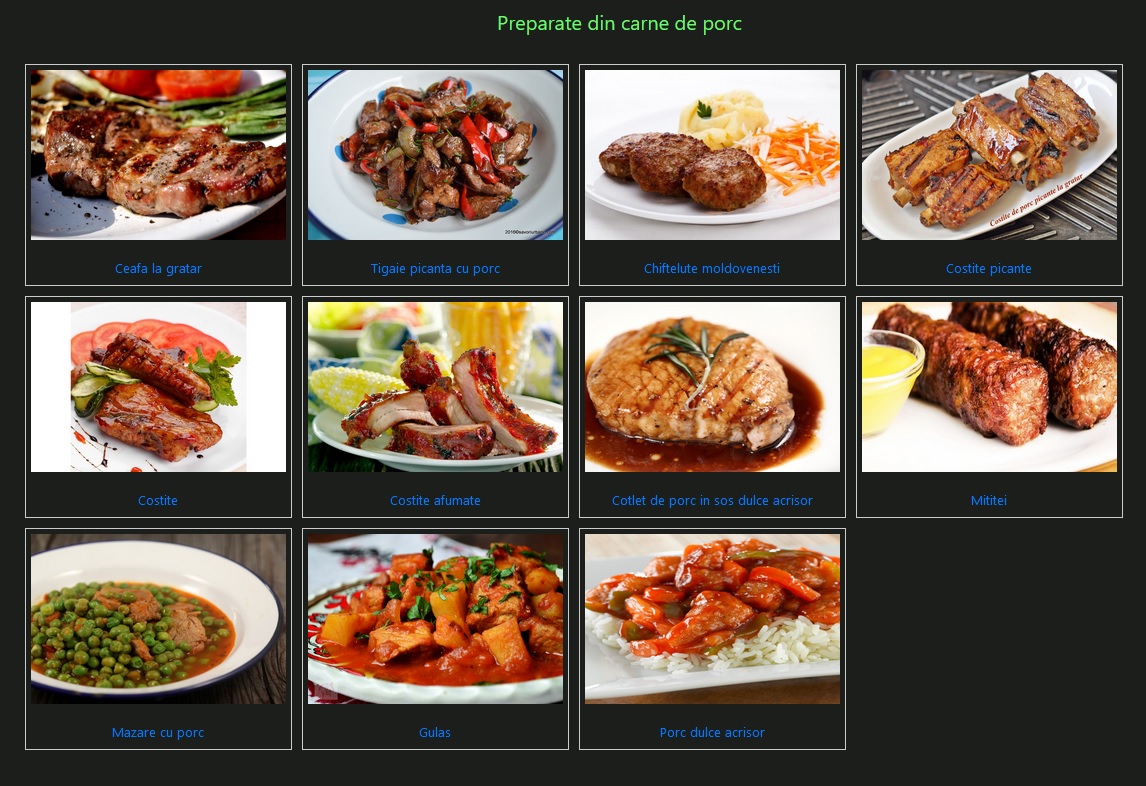 Preparate din carne de porc
Costite de porc picante la gratar
Ceafa la gratar
Tigaie picanta cu porc
Chiftelute moldovenesti
Costite picante
Costite
Costite afumate
Cotlet de porc in sos dulce acrisor
Mititei
Mazare cu porc
Gulas
Porc dulce acrisor